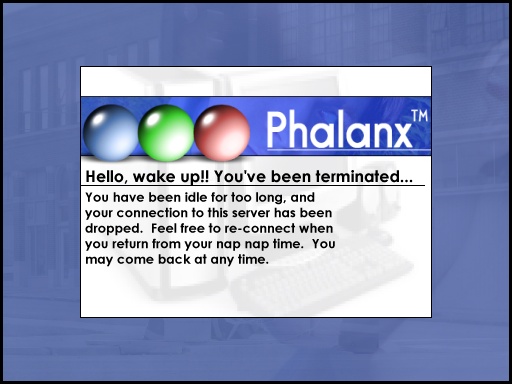 Phalanx™
Hello, wake up!! You've been terminated...
You have been idle for too long, and
your connection to this server has been
dropped.  Feel free to re-connect when
you return from your nap nap time.  You
may come back at any time.